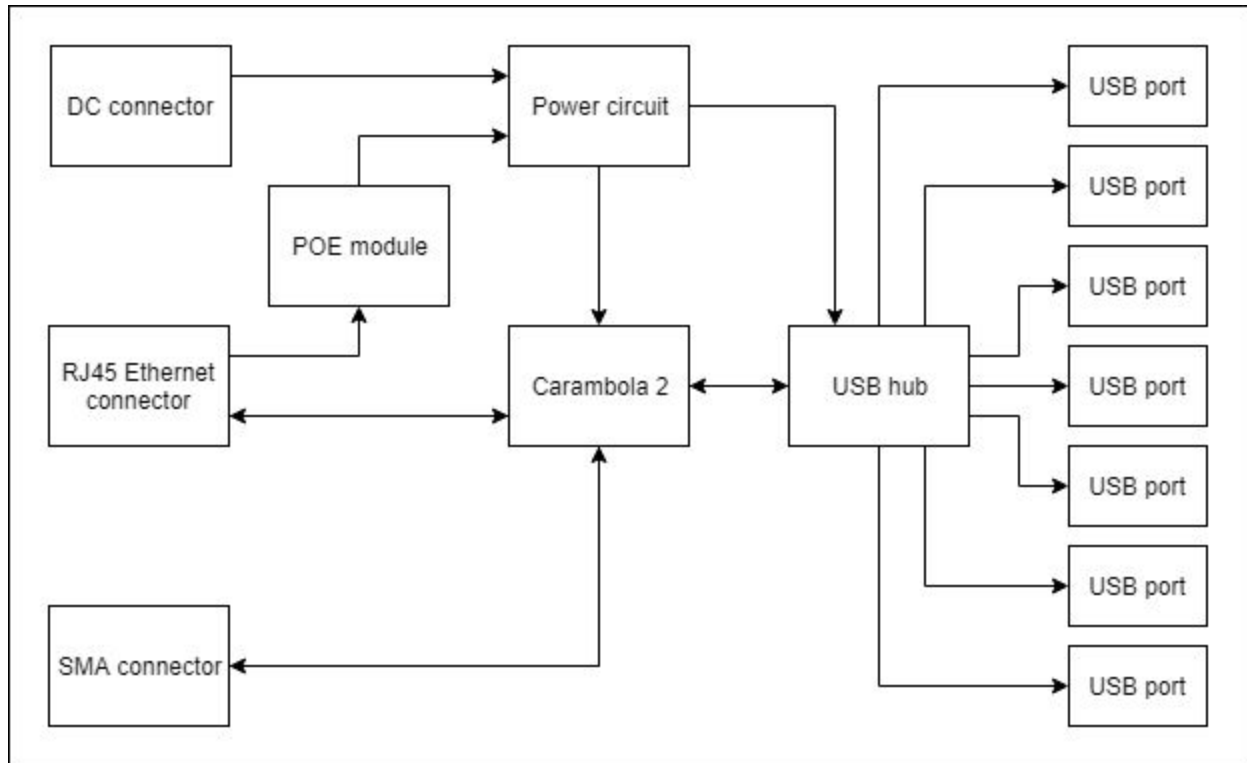 DC connector
Power circuit
USB port
USB port
POE module
USB port
RJ45 Ethernet
connector
Carambola 2
USB hub
USB port
USB port
USB port
SMA connector
USB port